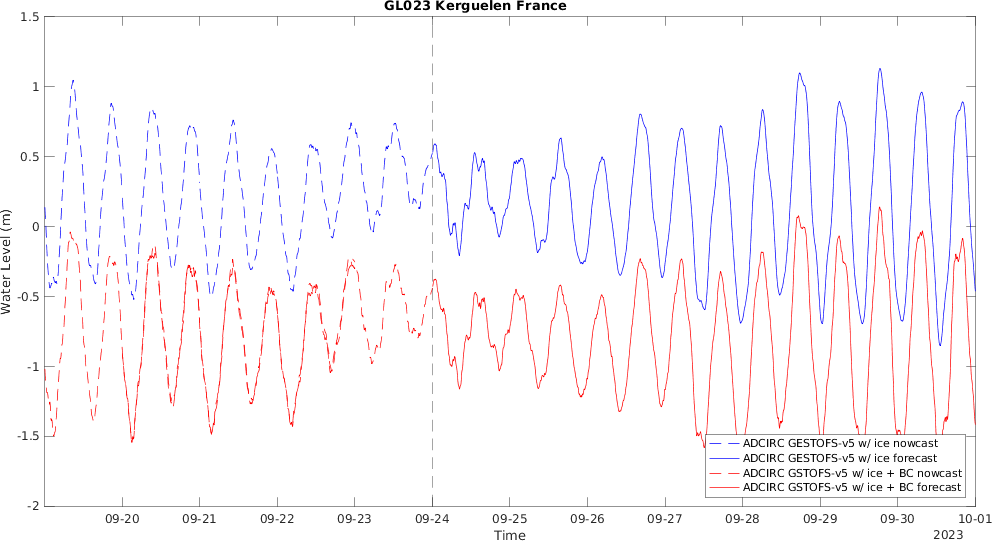 GL023 Kerguelen France
1.5
1
0.5
0
-0.5
-1
-1.5
-2
Water Level (m)
ADCIRC GESTOFS-v5 w/ ice nowcast
ADCIRC GESTOFS-v5 w/ ice forecast
ADCIRC GSTOFS-v5 w/ ice + BC nowcast
ADCIRC GSTOFS-v5 w/ ice + BC forecast
09-20 09-21 09-22 09-23 09-24 09-25 09-26 09-27 09-28 09-29 09-30 10-01
Time
2023